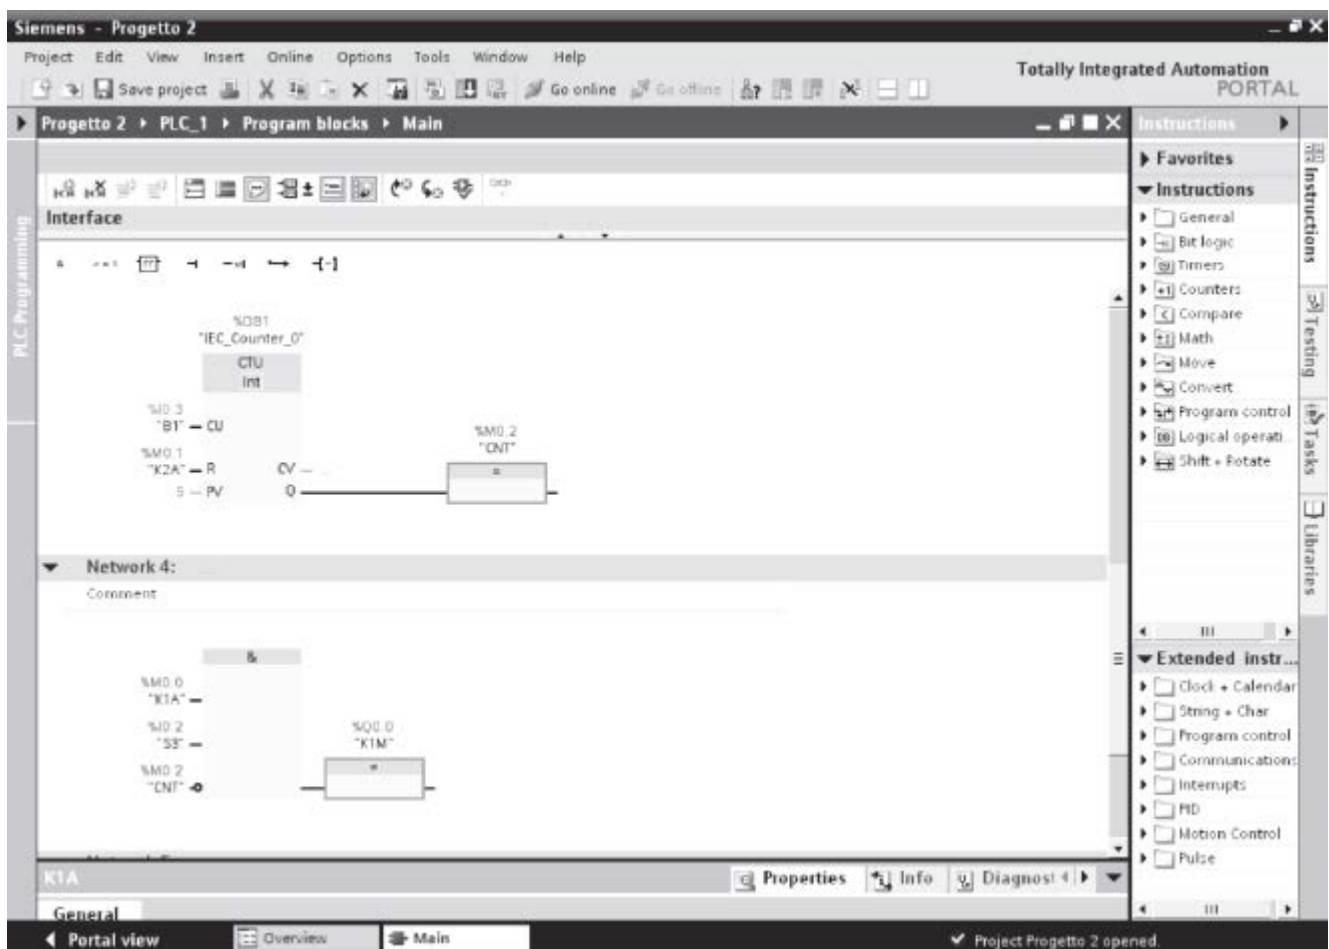 Siemens - Progetto 2
Project Edit View Insert Online Options Tools Window Help
Totally Integrated Automation
PORTAL
Save project Go online Go offline
Progetto 2 PLC_1 Program blocks Main
Instructions
Favorites
Instructions
General
Bit logic
Timers
Counters
Compare
Math
Move
Convert
Program control
Logical operati...
Shift + Rotate
Extended instr...
Clock + Calendar
String + Char
Program control
Communications
Interrupts
PID
Motion Control
Pulse
Instructions
Testing
Tasks
Libraries
PLC Programming
Interface
%DB1
"IEC_Counter_0"
CTU
Int
%I0.3
"B1" CU
%M0.1
"K2A" R CV ...
5 PV Q
%M0.2
"CNT"
=
Network 4:
Comment
&
%M0.0
"K1A"
%I0.2
"S3"
%M0.2
"CNT"
%Q0.0
"K1M"
=
K1A
Properties Info Diagnost
General
Portal view Overview Main
Project Progetto 2 opened.